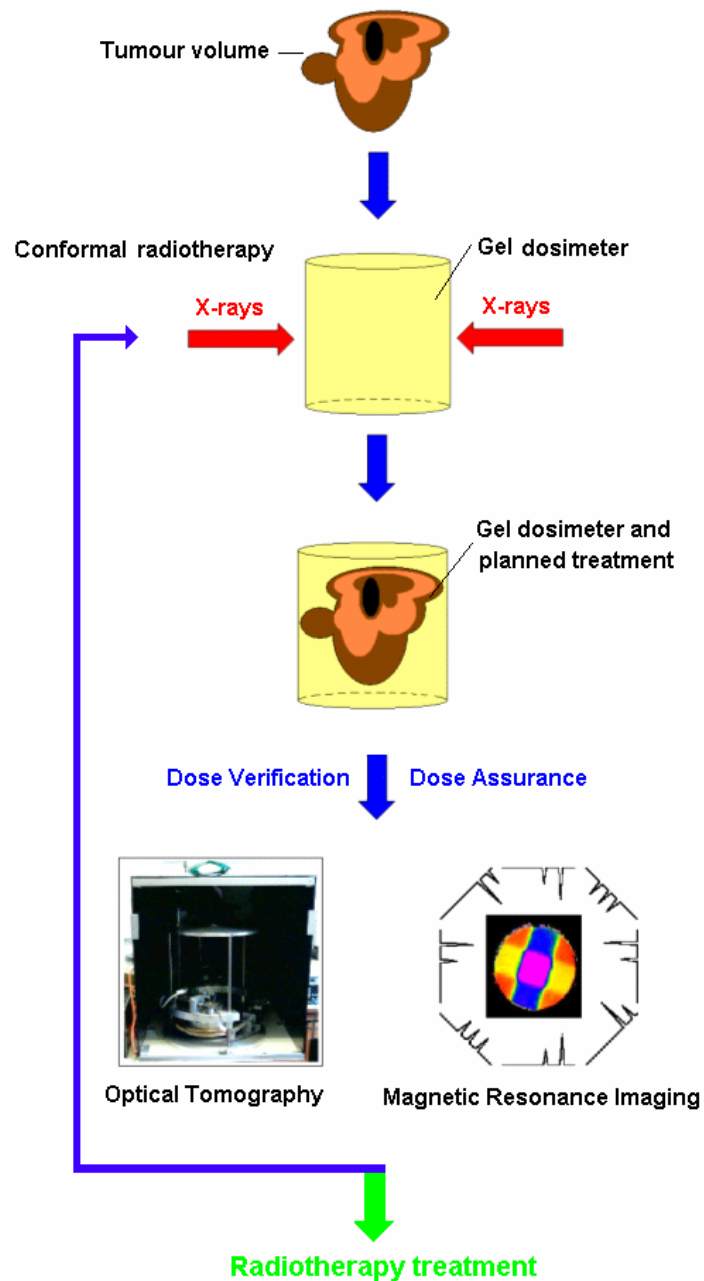 Tumour volume
Conformal radiotherapy
Gel dosimeter
X-rays
X-rays
Gel dosimeter and
planned treatment
Dose Verification
Dose Assurance
Optical Tomography
Magnetic Resonance Imaging
Radiotherapy treatment